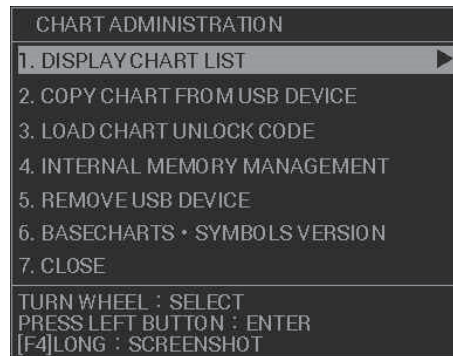 CHART ADMINISTRATION
1. DISPLAY CHART LIST
2. COPY CHART FROM USB DEVICE
3. LOAD CHART UNLOCK CODE
4. INTERNAL MEMORY MANAGEMENT
5. REMOVE USB DEVICE
6. BASECHARTS・SYMBOLS VERSION
7. CLOSE
TURN WHEEL : SELECT
PRESS LEFT BUTTON : ENTER
[F4]LONG : SCREENSHOT